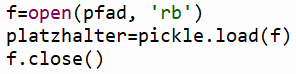 f=open(pfad, 'rb')
platzhalter=pickle.load(f)
f.close()